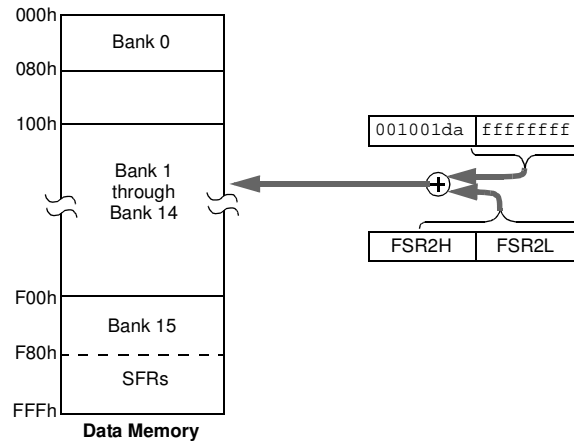 000h
Bank 0
080h
100h
001001da ffffffff
Bank 1
through
Bank 14
FSR2H FSR2L
F00h
Bank 15
F80h
SFRs
FFFh
Data Memory